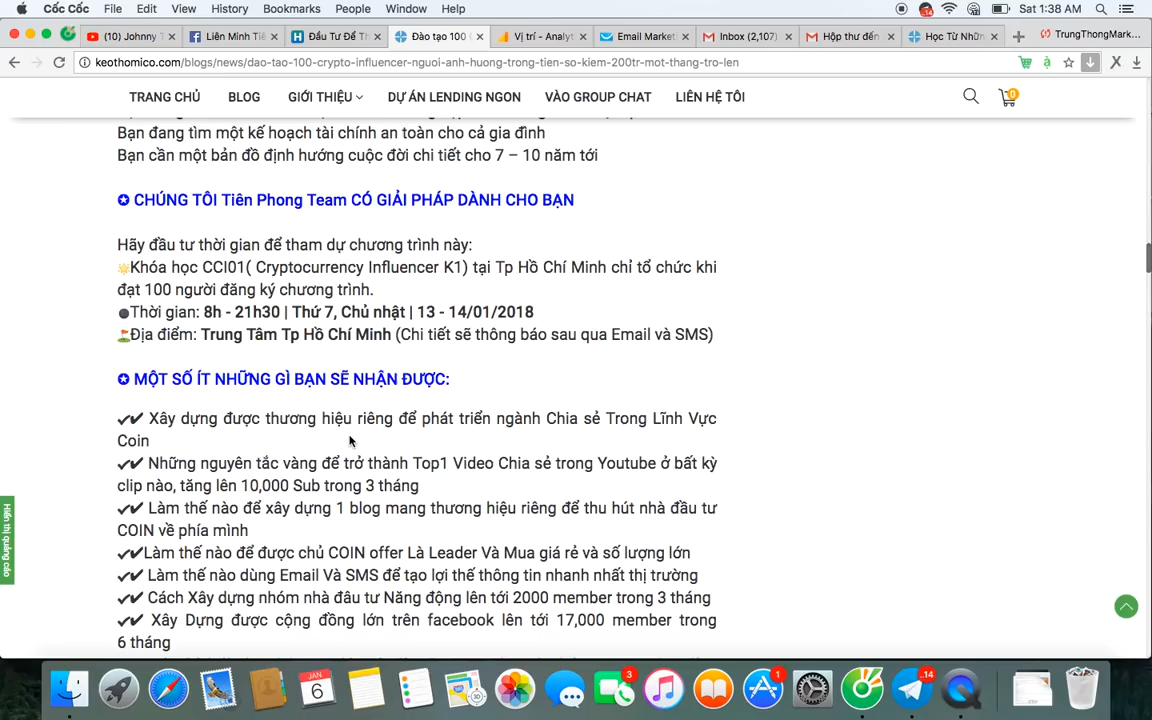 Cốc Cốc File Edit View History Bookmarks People Window Help
14
Sat 1:38 AM
(10) Johnny T
Liên Minh Tiề
Đầu Tư Để Th
Đào tạo 100 (
Vị trí - Analyt
Email Market
Inbox (2,107)
Hộp thư đến
Học Từ Nhữn
TrungThongMark...
keothomico.com/blogs/news/dao-tao-100-crypto-influencer-nguoi-anh-huong-trong-tien-so-kiem-200tr-mot-thang-tro-len
TRANG CHỦ BLOG GIỚI THIỆU DỰ ÁN LENDING NGON VÀO GROUP CHAT LIÊN HỆ TÔI
0
Bạn đang tìm một kế hoạch tài chính an toàn cho cả gia đình
Bạn cần một bản đồ định hướng cuộc đời chi tiết cho 7 – 10 năm tới
✪ CHÚNG TÔI Tiên Phong Team CÓ GIẢI PHÁP DÀNH CHO BẠN
Hãy đầu tư thời gian để tham dự chương trình này:
Khóa học CCI01( Cryptocurrency Influencer K1) tại Tp Hồ Chí Minh chỉ tổ chức khi
đạt 100 người đăng ký chương trình.
Thời gian: 8h - 21h30 | Thứ 7, Chủ nhật | 13 - 14/01/2018
Địa điểm: Trung Tâm Tp Hồ Chí Minh (Chi tiết sẽ thông báo sau qua Email và SMS)
✪ MỘT SỐ ÍT NHỮNG GÌ BẠN SẼ NHẬN ĐƯỢC:
✔✔ Xây dựng được thương hiệu riêng để phát triển ngành Chia sẻ Trong Lĩnh Vực
Coin
✔✔ Những nguyên tắc vàng để trở thành Top1 Video Chia sẻ trong Youtube ở bất kỳ
clip nào, tăng lên 10,000 Sub trong 3 tháng
✔✔ Làm thế nào để xây dựng 1 blog mang thương hiệu riêng để thu hút nhà đầu tư
COIN về phía mình
✔✔Làm thế nào để được chủ COIN offer Là Leader Và Mua giá rẻ và số lượng lớn
✔✔ Làm thế nào dùng Email Và SMS để tạo lợi thế thông tin nhanh nhất thị trường
✔✔ Cách Xây dựng nhóm nhà đâu tư Năng động lên tới 2000 member trong 3 tháng
✔✔ Xây Dựng được cộng đồng lớn trên facebook lên tới 17,000 member trong
6 tháng
Hiển thị quảng cáo
JAN
6
3
1
14